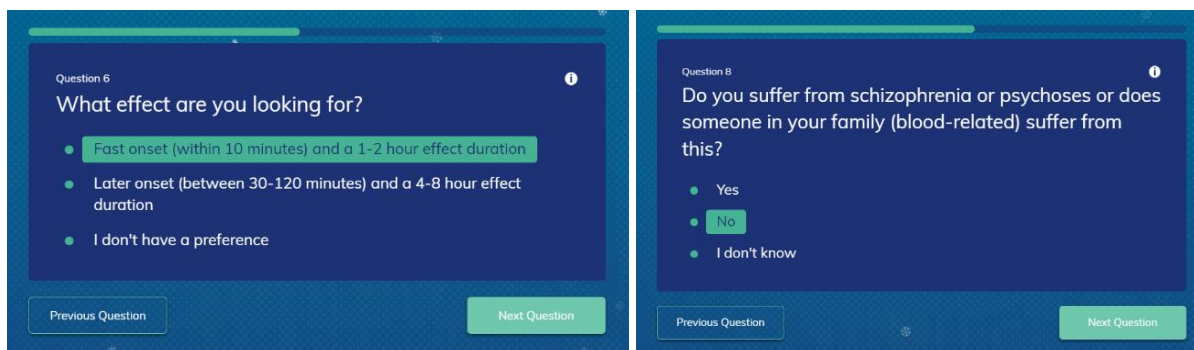 Question 6
What effect are you looking for?
Fast onset (within 10 minutes) and a 1-2 hour effect duration
Later onset (between 30-120 minutes) and a 4-8 hour effect
duration
I don't have a preference
Previous Question
Next Question
Question 8
Do you suffer from schizophrenia or psychoses or does
someone in your family (blood-related) suffer from
this?
Yes
No
I don't know
Previous Question
Next Question